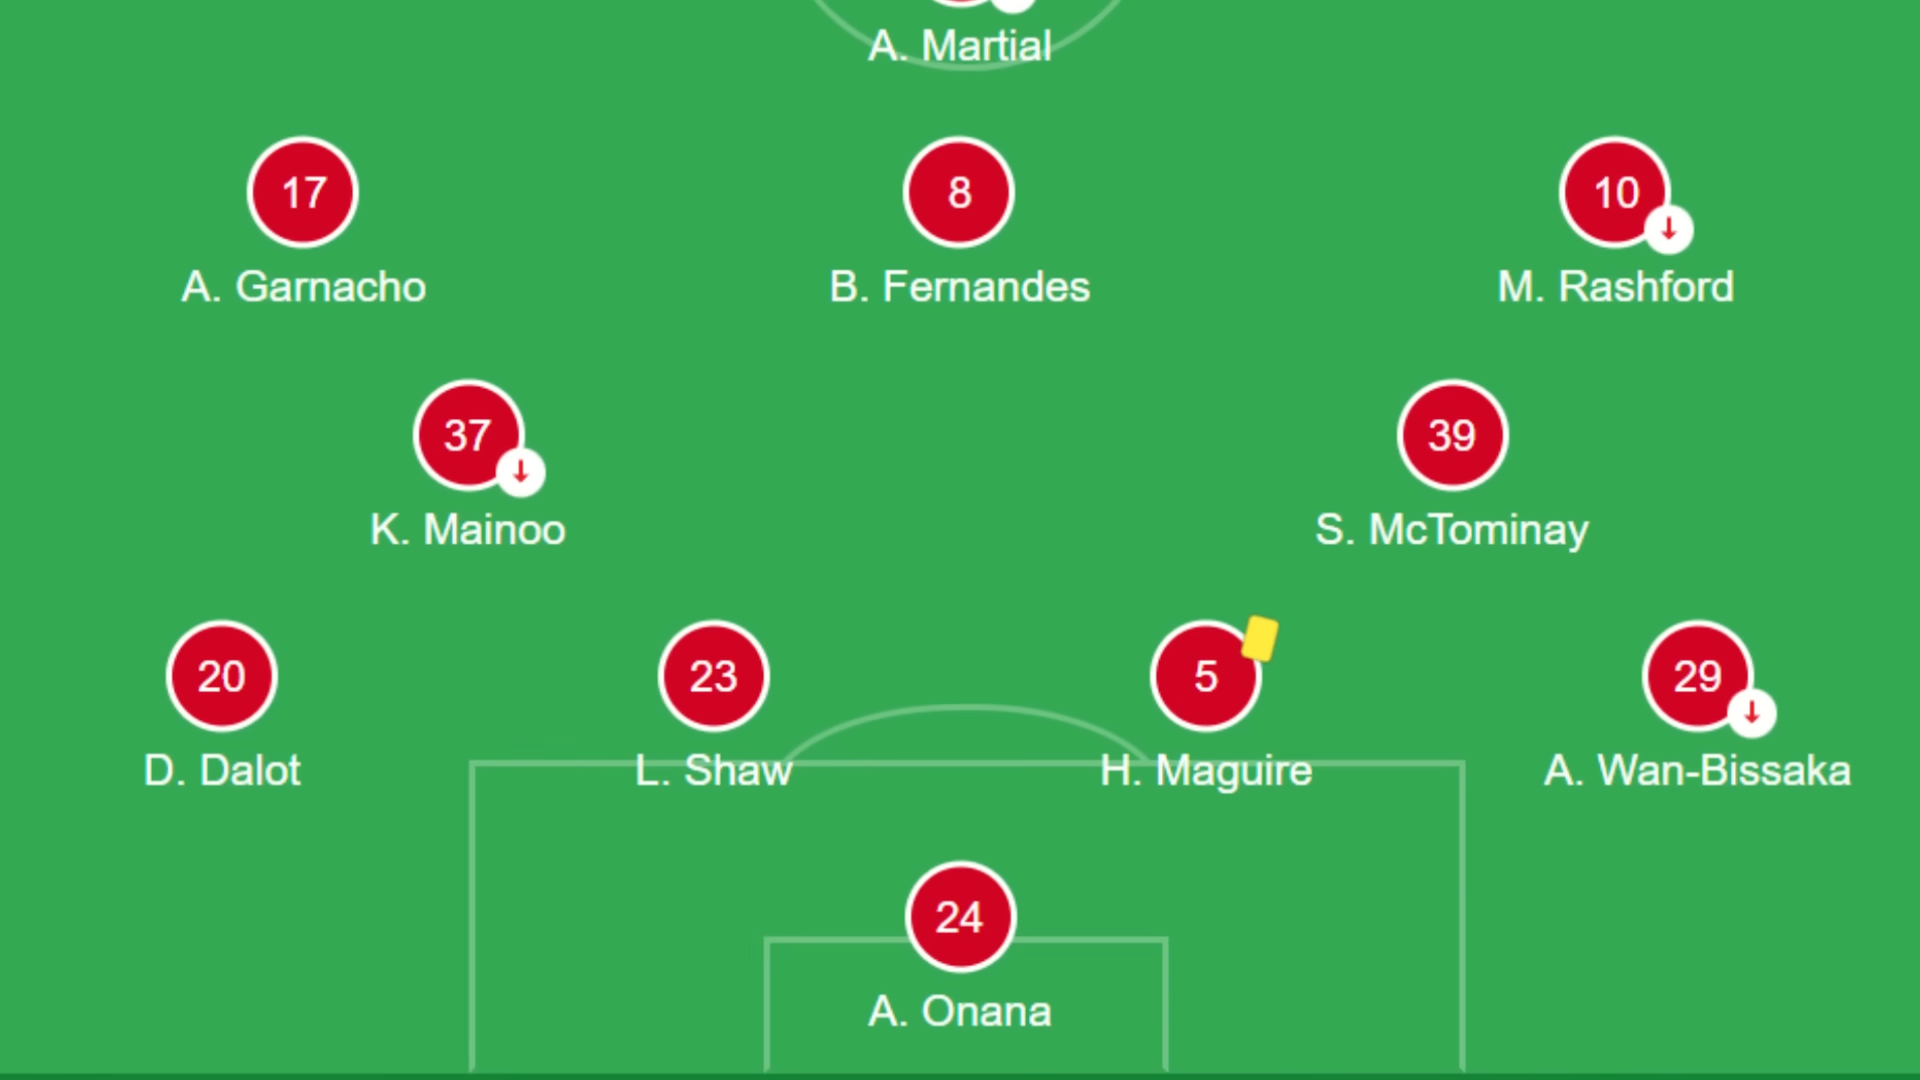 A. Martial
17
8
10
A. Garnacho
B. Fernandes
M. Rashford
37
39
K. Mainoo
S. McTominay
20
23
5
29
D. Dalot
L. Shaw
H. Maguire
A. Wan-Bissaka
24
A. Onana